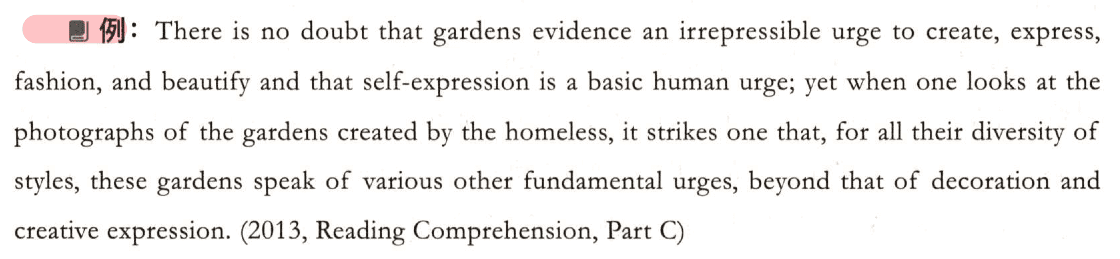 例：There is no doubt that gardens evidence an irrepressible urge to create, express,
fashion, and beautify and that self-expression is a basic human urge; yet when one looks at the
photographs of the gardens created by the homeless, it strikes one that, for all their diversity of
styles, these gardens speak of various other fundamental urges, beyond that of decoration and
creative expression. (2013, Reading Comprehension, Part C)